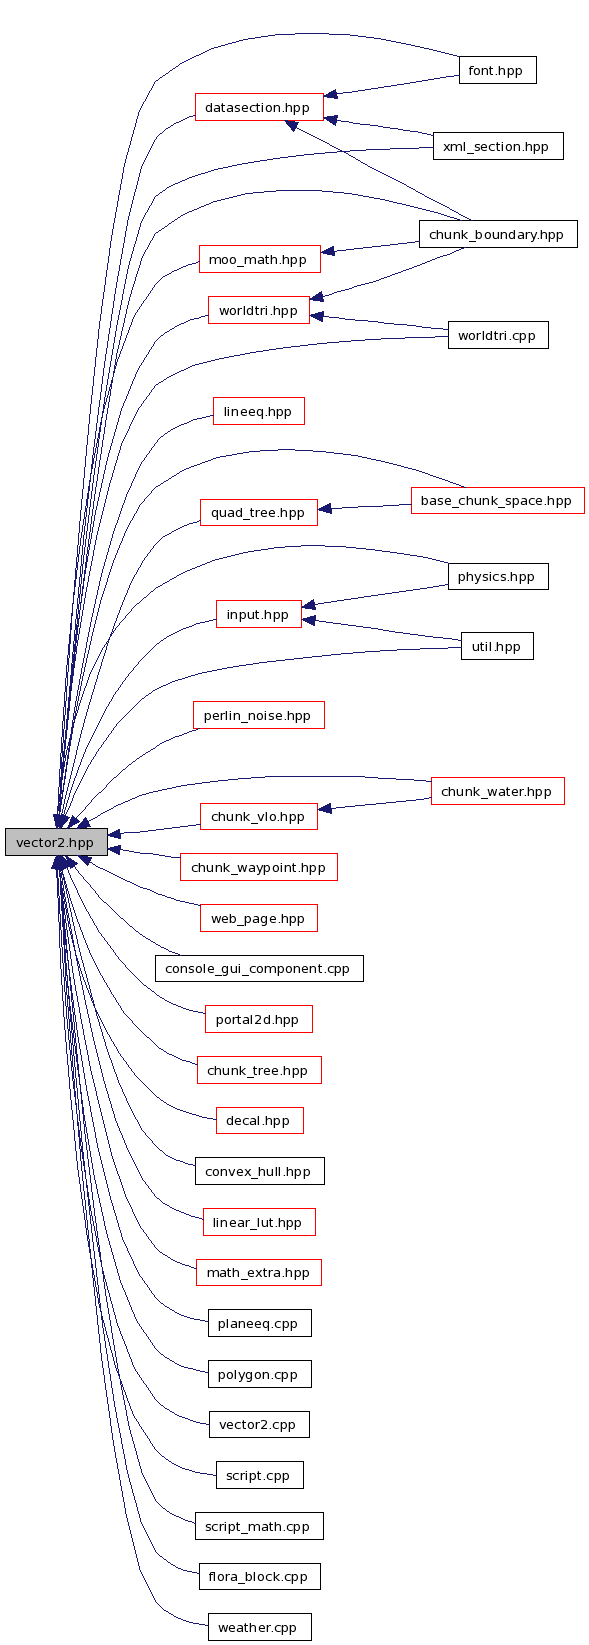 font.hpp
datasection.hpp
xml_section.hpp
chunk_boundary.hpp
moo_math.hpp
worldtri.hpp
worldtri.cpp
lineeq.hpp
base_chunk_space.hpp
quad_tree.hpp
physics.hpp
input.hpp
util.hpp
perlin_noise.hpp
chunk_water.hpp
chunk_vlo.hpp
vector2.hpp
chunk_waypoint.hpp
web_page.hpp
console_gui_component.cpp
portal2d.hpp
chunk_tree.hpp
decal.hpp
convex_hull.hpp
linear_lut.hpp
math_extra.hpp
planeeq.cpp
polygon.cpp
vector2.cpp
script.cpp
script_math.cpp
flora_block.cpp
weather.cpp